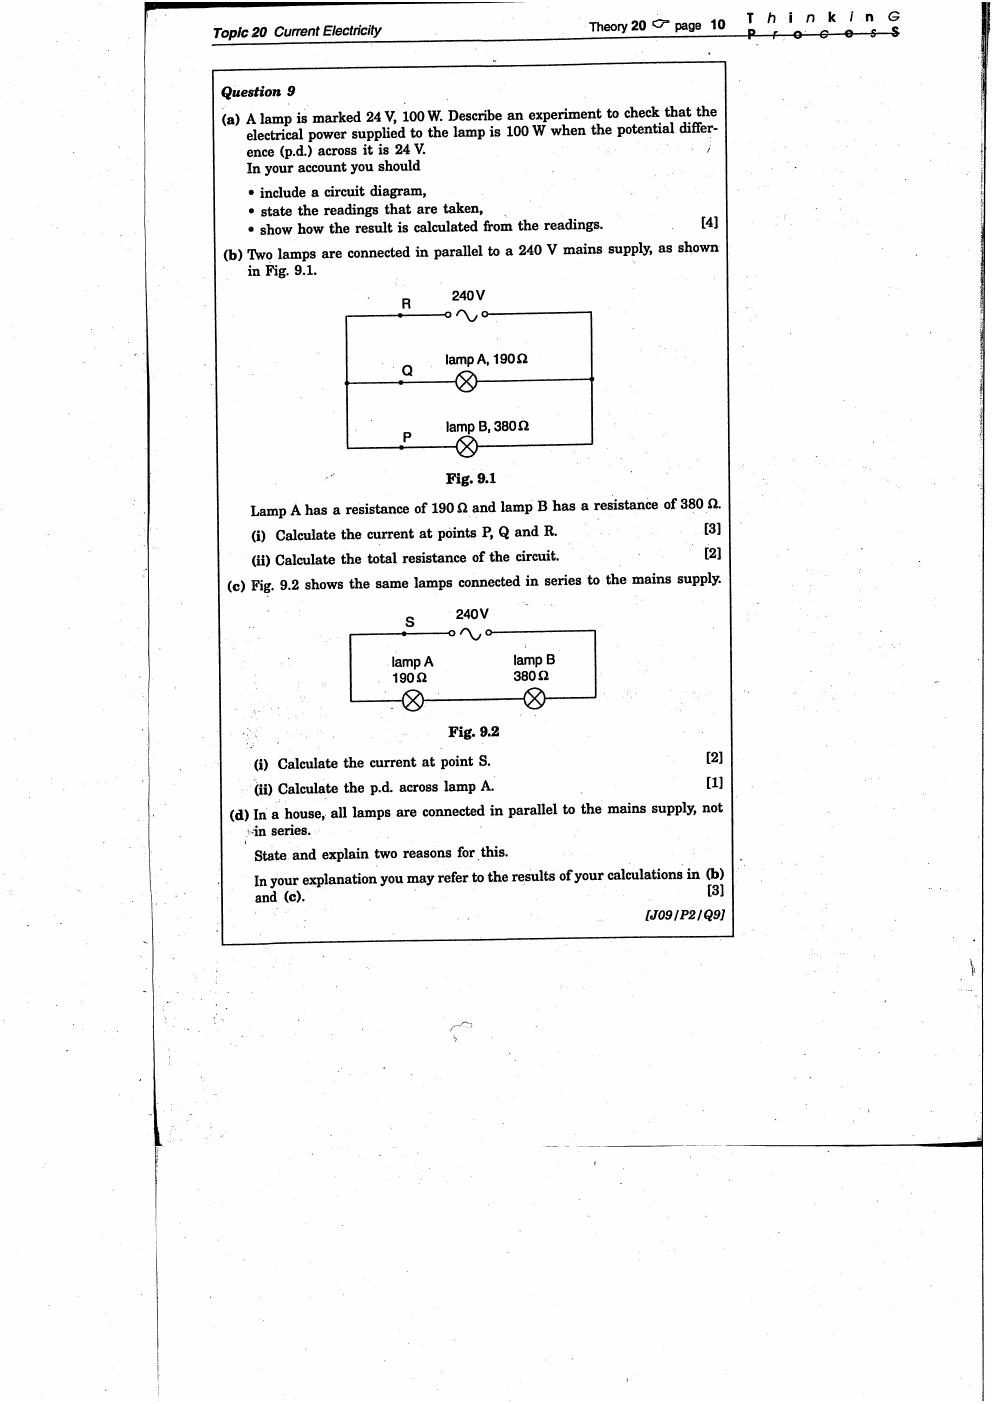 Topic 20 Current Electricity
Theory 20 ☞ page 10
T h i n k i n G
P r o c e s S
Question 9
(a) A lamp is marked 24 V, 100 W. Describe an experiment to check that the
electrical power supplied to the lamp is 100 W when the potential differ-
ence (p.d.) across it is 24 V.
In your account you should
• include a circuit diagram,
• state the readings that are taken,
• show how the result is calculated from the readings. [4]
(b) Two lamps are connected in parallel to a 240 V mains supply, as shown
in Fig. 9.1.
R
240 V
Q
lamp A, 190 Ω
P
lamp B, 380 Ω
Fig. 9.1
Lamp A has a resistance of 190 Ω and lamp B has a resistance of 380 Ω.
(i) Calculate the current at points P, Q and R. [3]
(ii) Calculate the total resistance of the circuit. [2]
(c) Fig. 9.2 shows the same lamps connected in series to the mains supply.
S
240 V
lamp A
190 Ω
lamp B
380 Ω
Fig. 9.2
(i) Calculate the current at point S. [2]
(ii) Calculate the p.d. across lamp A. [1]
(d) In a house, all lamps are connected in parallel to the mains supply, not
in series.
State and explain two reasons for this.
In your explanation you may refer to the results of your calculations in (b)
and (c). [3]
[J09/P2/Q9]